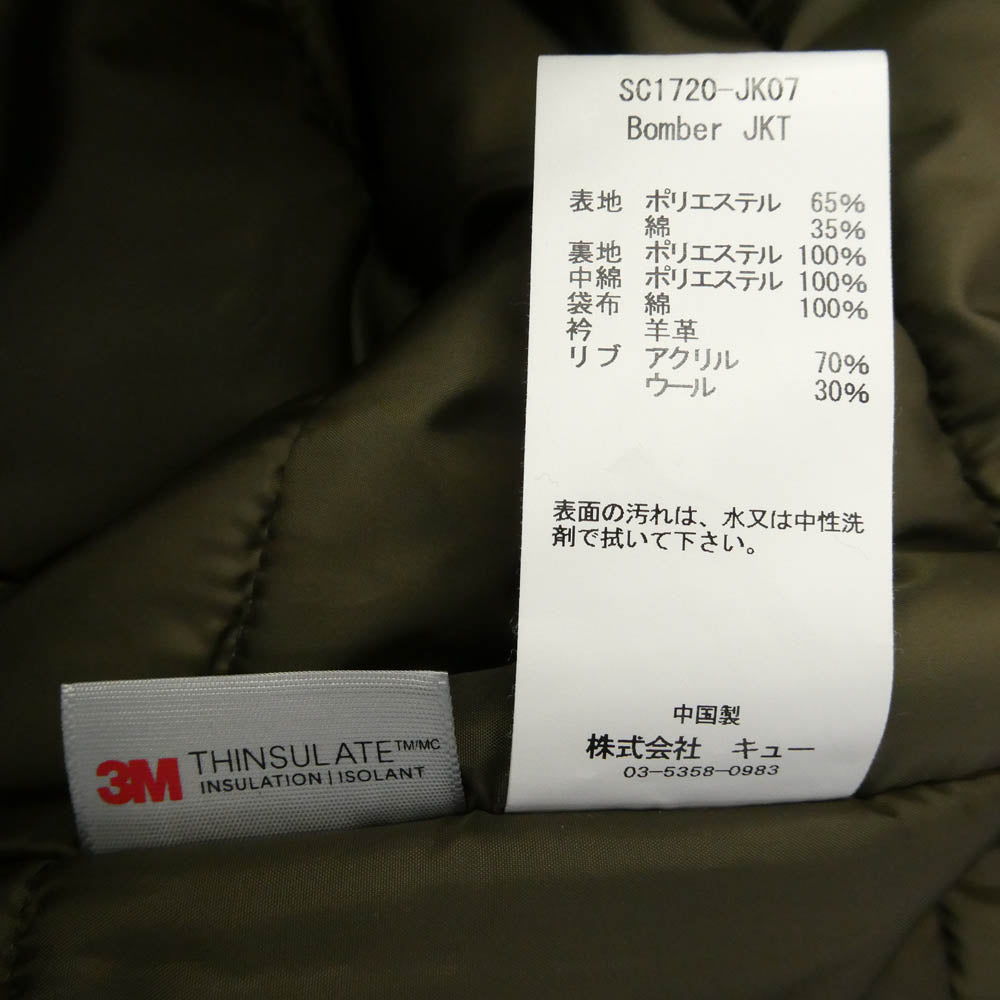 SC1720-JK07
Bomber JKT
表地 ポリエステル 65%
綿 35%
裏地 ポリエステル 100%
中綿 ポリエステル 100%
袋布 綿 100%
衿 羊革
リブ アクリル 70%
ウール 30%
表面の汚れは、水又は中性洗
剤で拭いて下さい。
中国製
株式会社 キュー
03-5358-0983
3M THINSULATE TM/MC
INSULATION | ISOLANT